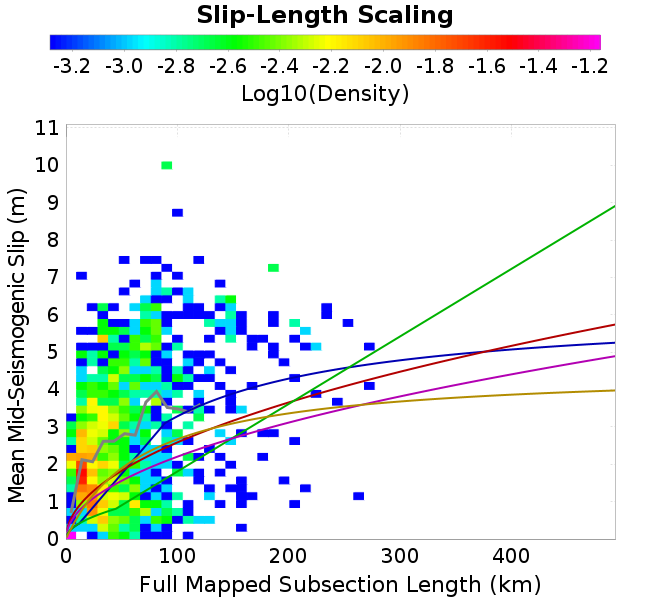 Slip-Length Scaling
-3.2 -3.0 -2.8 -2.6 -2.4 -2.2 -2.0 -1.8 -1.6 -1.4 -1.2
Log10(Density)
Mean Mid-Seismogenic Slip (m)
11
10
9
8
7
6
5
4
3
2
1
0
0 100 200 300 400
Full Mapped Subsection Length (km)